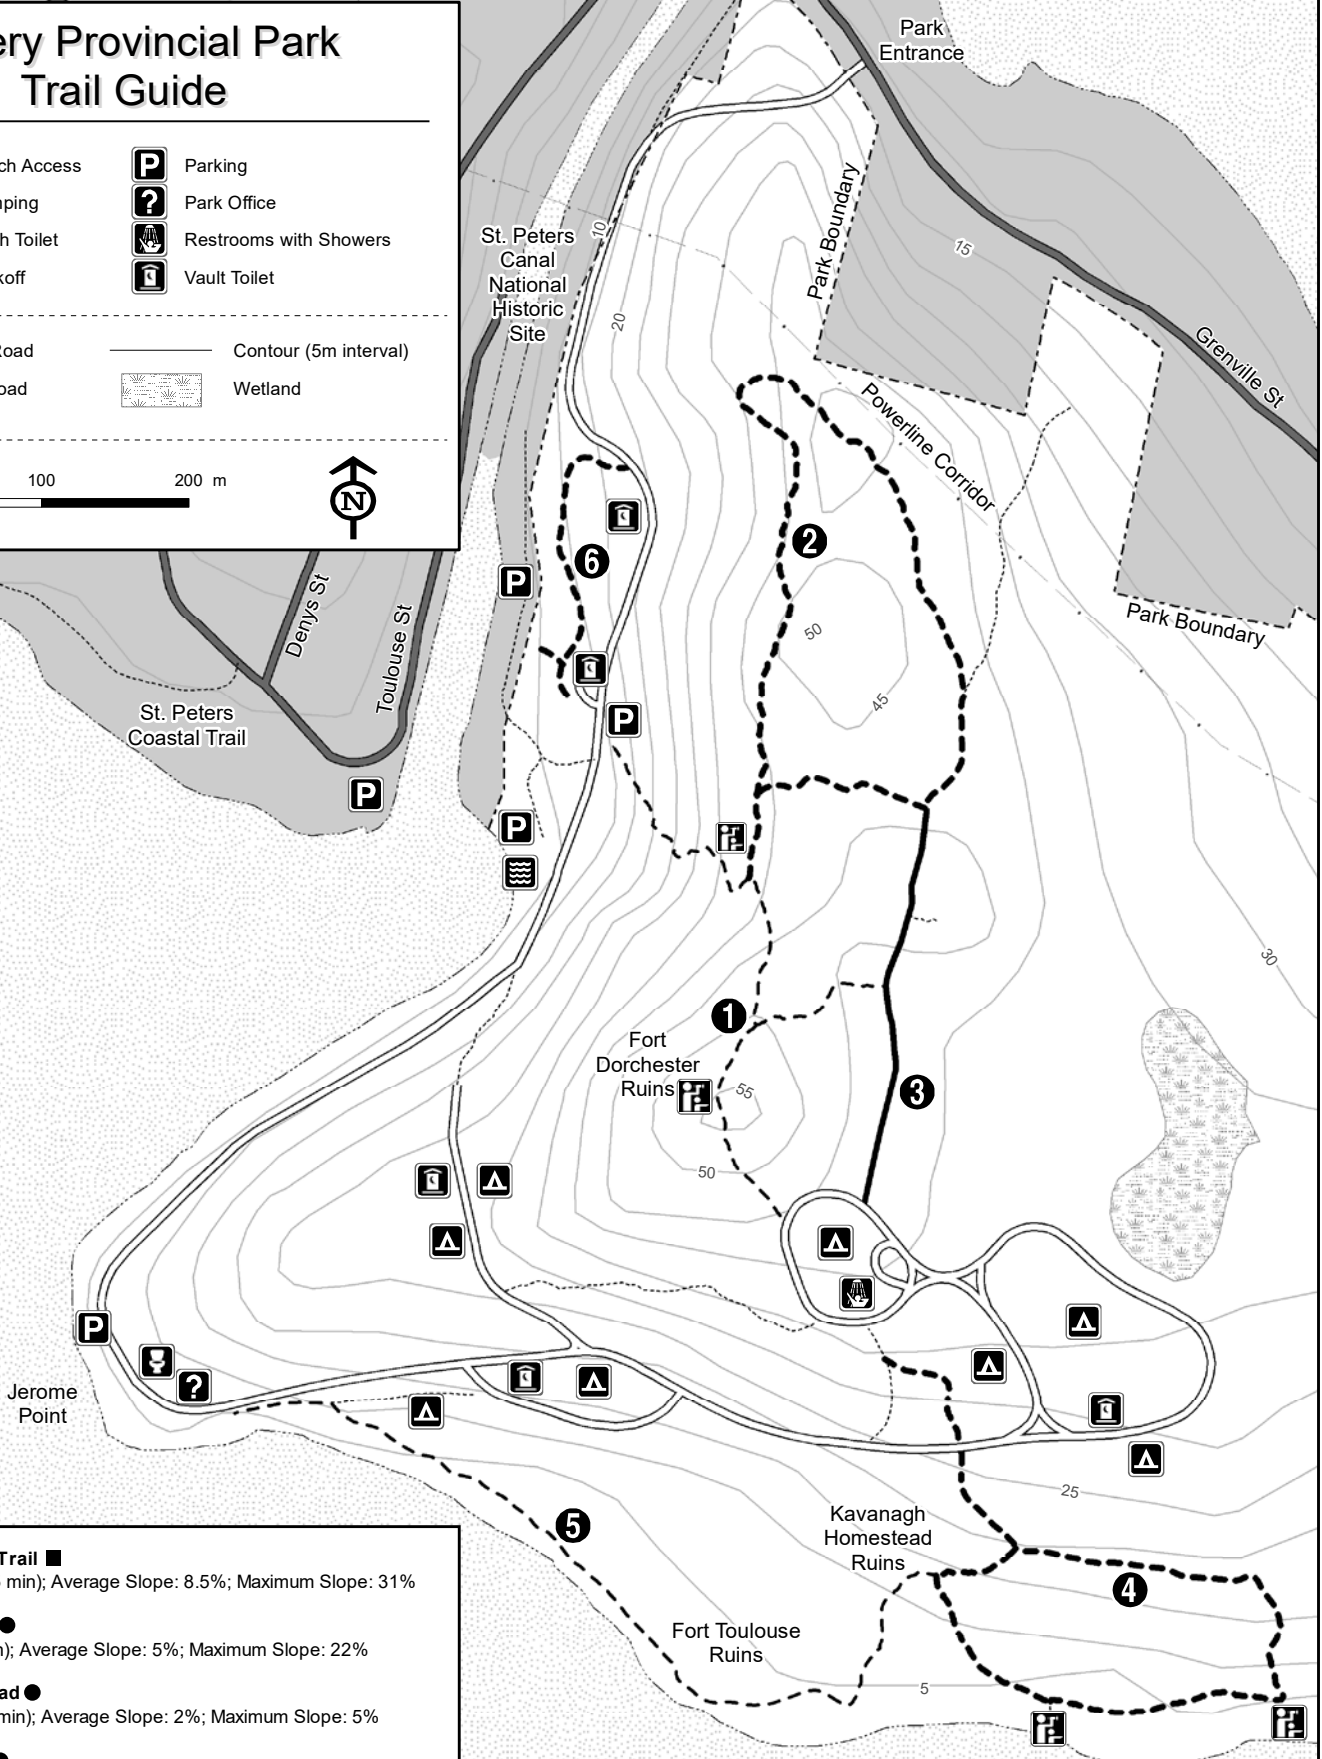 ery Provincial Park
Trail Guide
ch Access
P
Parking
ping
?
Park Office
h Toilet
Restrooms with Showers
koff
Vault Toilet
Road
Contour (5m interval)
oad
Wetland
100
200 m
N
Park
Entrance
Park Boundary
15
10
20
St. Peters
Canal
National
Historic
Site
Grenville St
Powerline Corridor
2
6
P
50
45
Park Boundary
Denys St
Toulouse St
St. Peters
Coastal Trail
P
P
P
1
Fort
Dorchester
Ruins
55
50
3
30
P
?
Jerome
Point
25
5
Kavanagh
Homestead
Ruins
4
Fort Toulouse
Ruins
5
Trail
min); Average Slope: 8.5%; Maximum Slope: 31%
n); Average Slope: 5%; Maximum Slope: 22%
ad
min); Average Slope: 2%; Maximum Slope: 5%